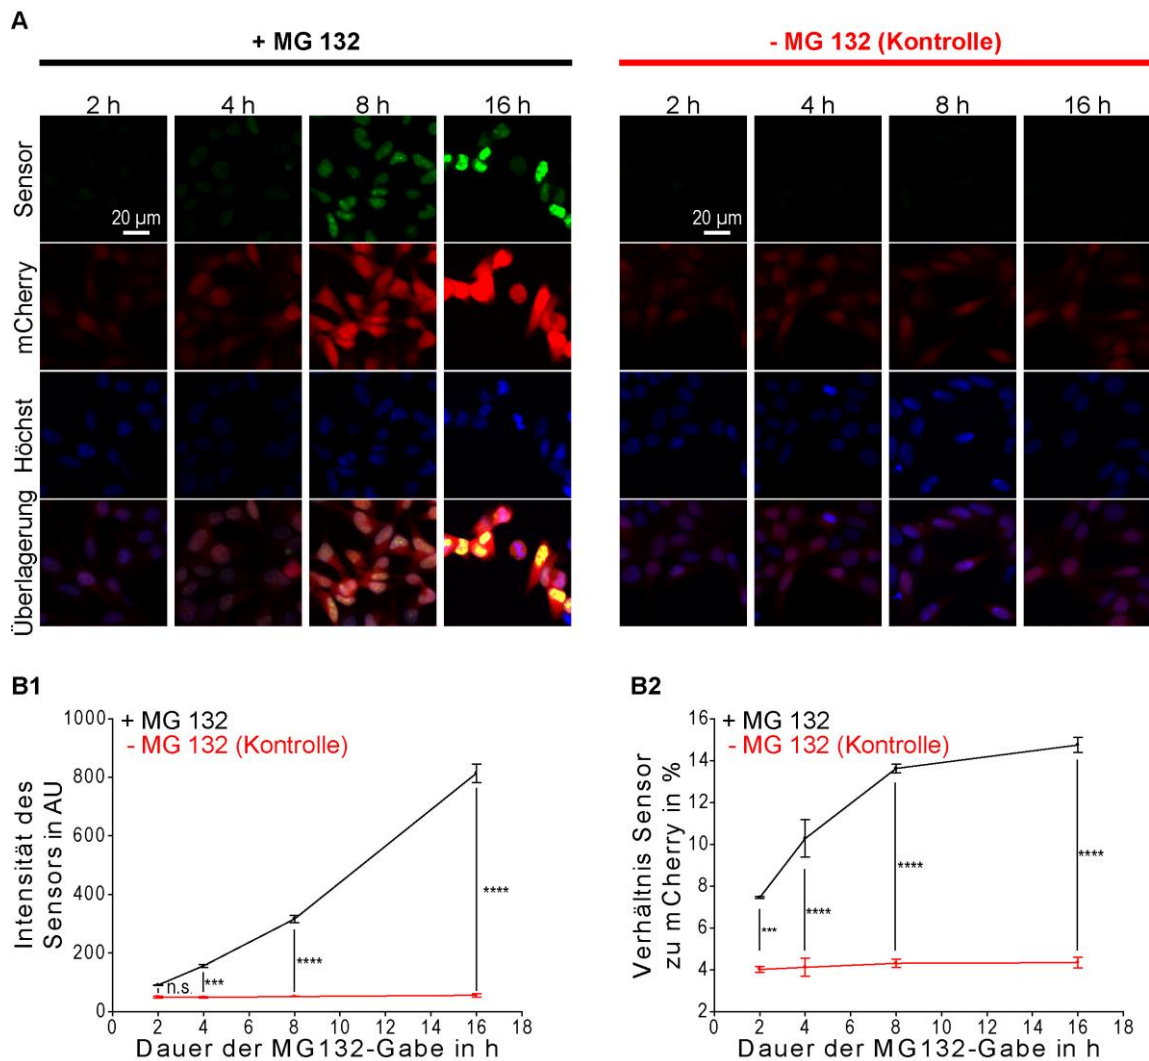 A
+ MG 132
- MG 132 (Kontrolle)
2 h 4 h 8 h 16 h
2 h 4 h 8 h 16 h
Sensor
20 µm
20 µm
mCherry
Höchst
Überlagerung
B1
+ MG 132
- MG 132 (Kontrolle)
Intensität des
Sensors in AU
1000
800
600
400
200
0
n.s.
***
****
****
0 2 4 6 8 10 12 14 16 18
Dauer der MG132-Gabe in h
B2
+ MG 132
- MG 132 (Kontrolle)
Verhältnis Sensor
zu mCherry in %
16
14
12
10
8
6
4
2
***
****
****
****
0 2 4 6 8 10 12 14 16 18
Dauer der MG132-Gabe in h